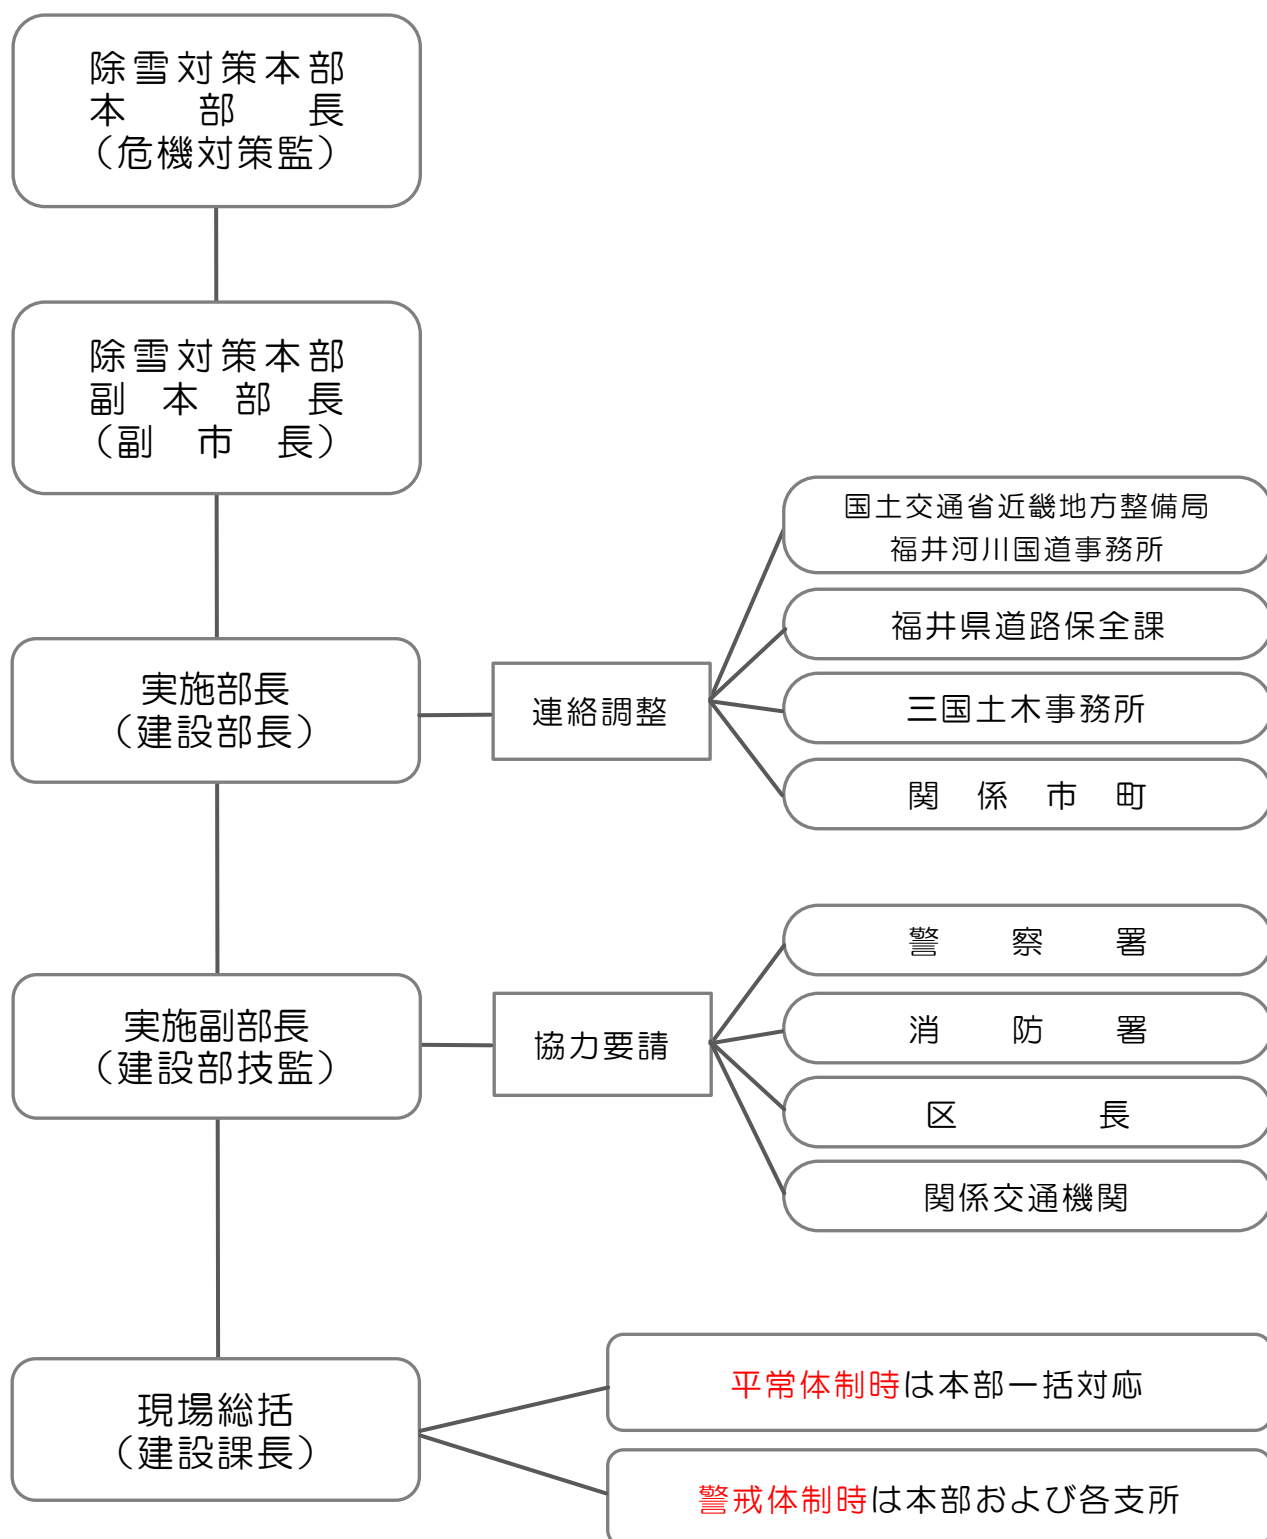 除雪対策本部
本部長
（危機対策監）
除雪対策本部
副本部長
（副市長）
実施部長
（建設部長）
連絡調整
国土交通省近畿地方整備局
福井河川国道事務所
福井県道路保全課
三国土木事務所
関係市町
実施副部長
（建設部技監）
協力要請
警察署
消防署
区長
関係交通機関
現場総括
（建設課長）
平常体制時は本部一括対応
警戒体制時は本部および各支所